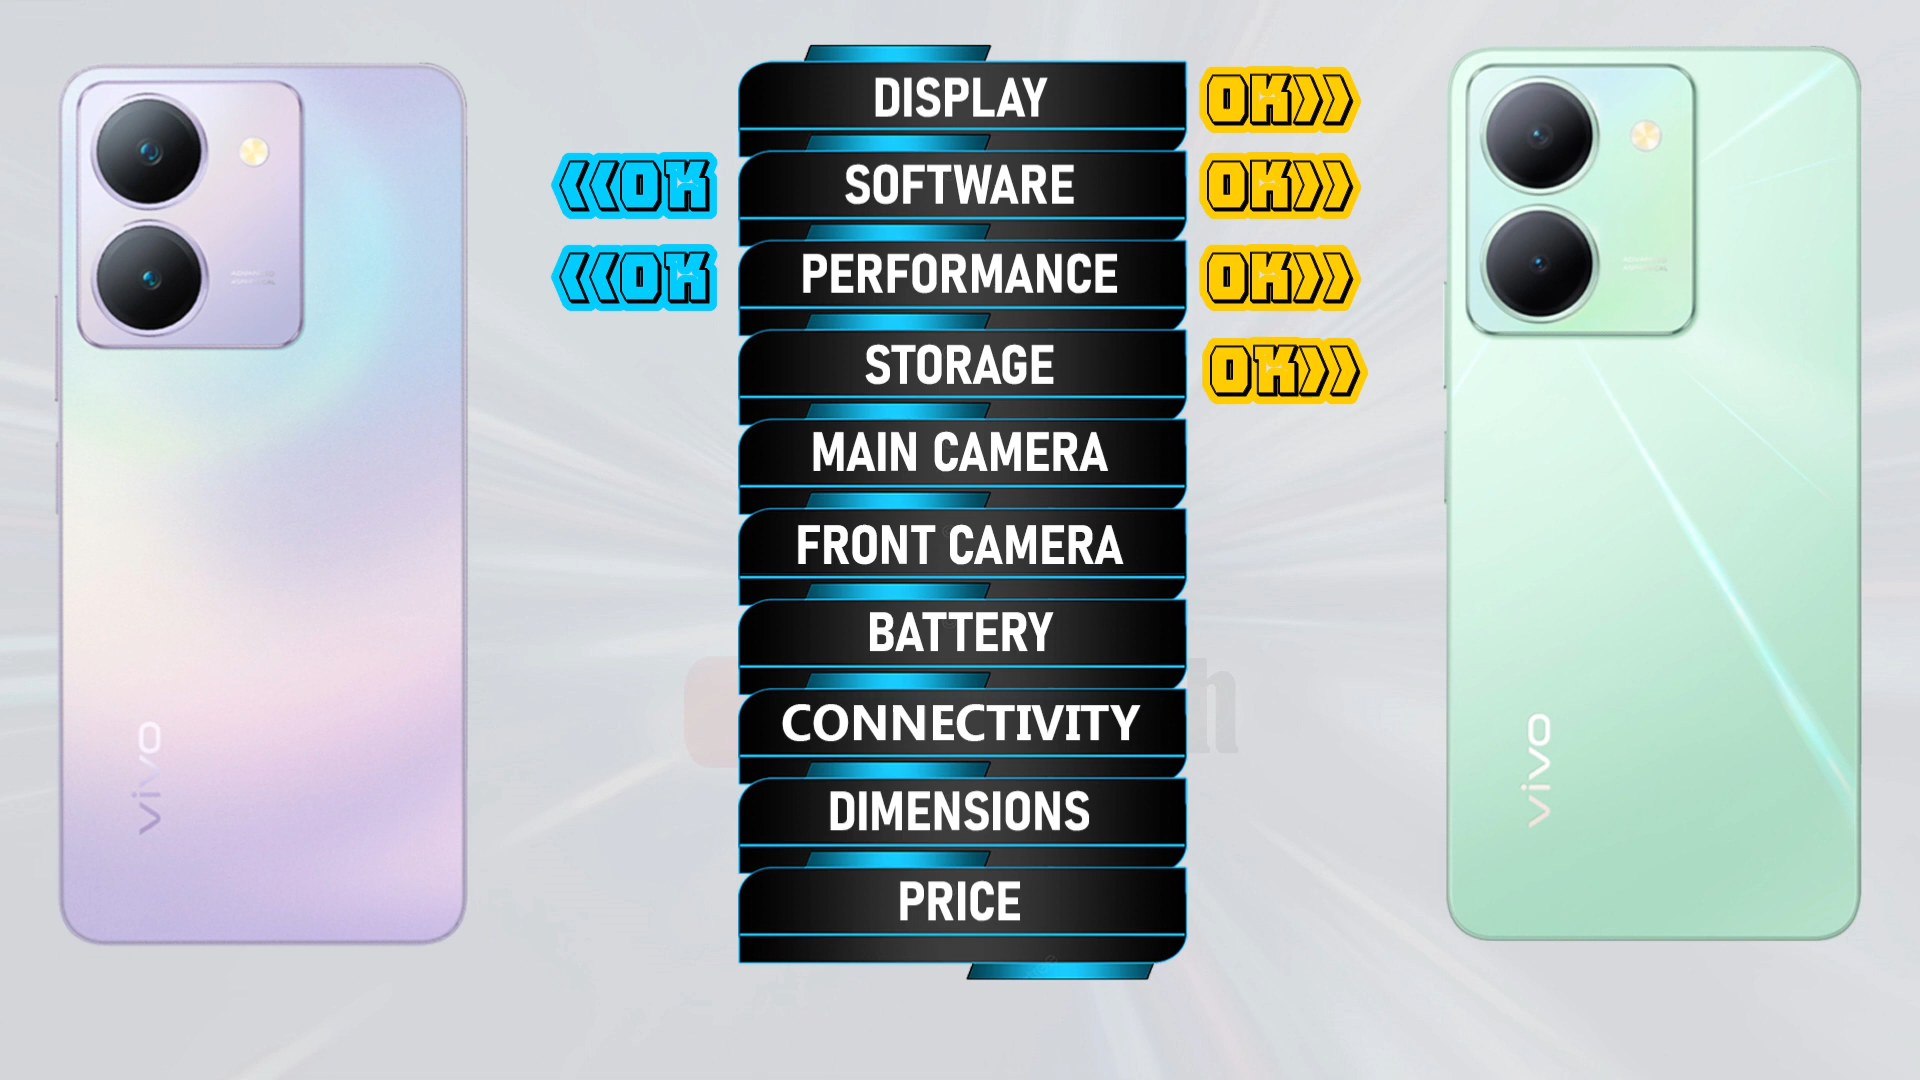 DISPLAY OK》
《OK SOFTWARE OK》
《OK PERFORMANCE OK》
STORAGE OK》
MAIN CAMERA
FRONT CAMERA
BATTERY
CONNECTIVITY
DIMENSIONS
PRICE
vivo
vivo